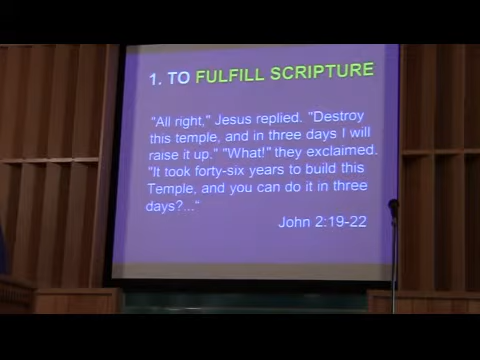 1. TO FULFILL SCRIPTURE
"All right," Jesus replied. "Destroy
this temple, and in three days I will
raise it up." "What!" they exclaimed.
"It took forty-six years to build this
Temple, and you can do it in three
days?..."
John 2:19-22